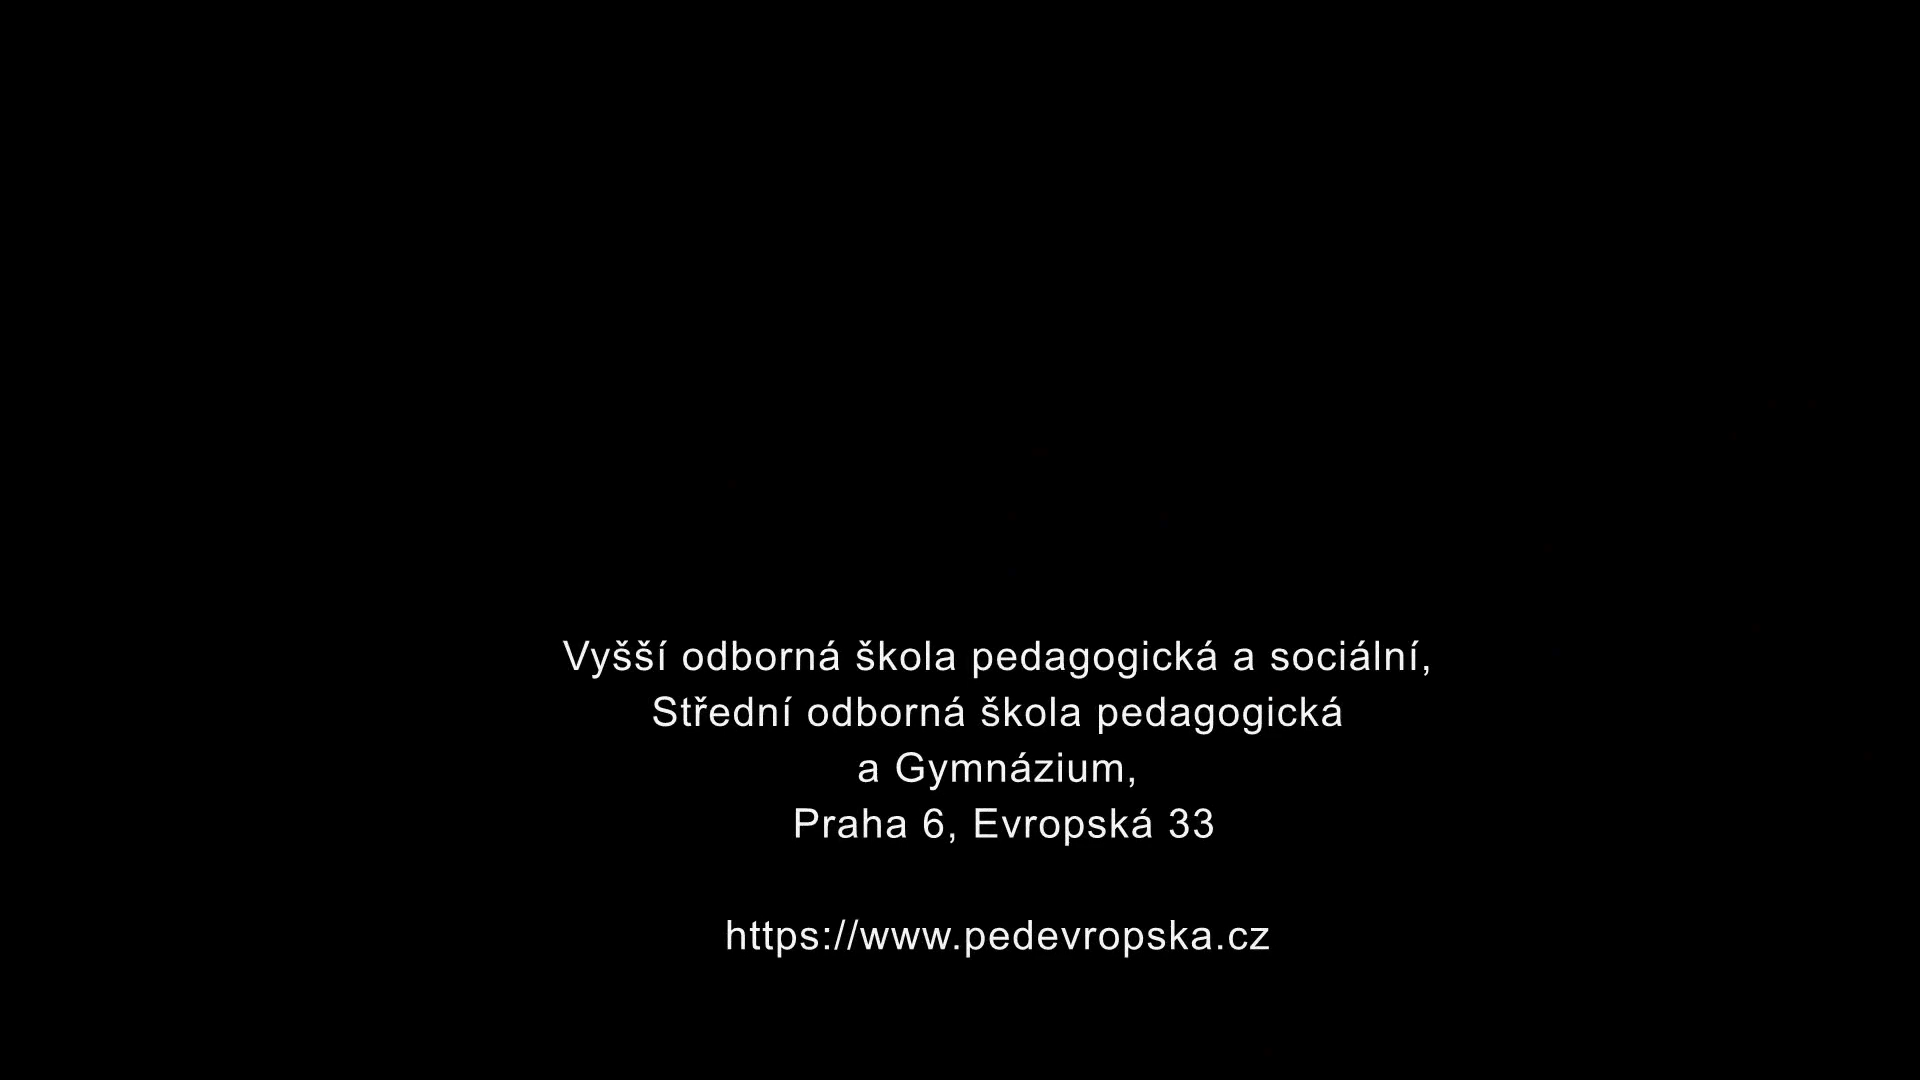 Vyšší odborná škola pedagogická a sociální,
Střední odborná škola pedagogická
a Gymnázium,
Praha 6, Evropská 33
https://www.pedevropska.cz